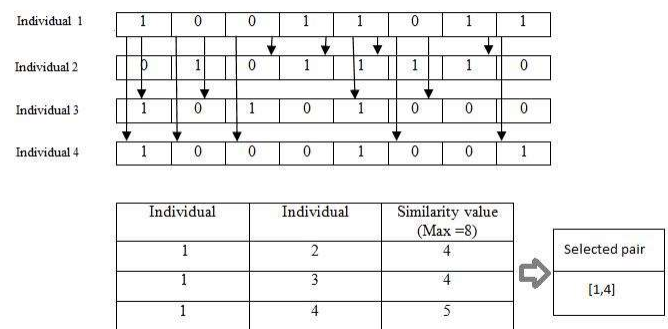 Individual 1 1 0 0 1 1 0 1 1
Individual 2 0 1 0 1 1 1 1 0
Individual 3 1 0 1 0 1 0 0 0
Individual 4 1 0 0 0 1 0 0 1
Individual Individual Similarity value
(Max =8)
1 2 4
1 3 4
1 4 5
Selected pair
[1,4]